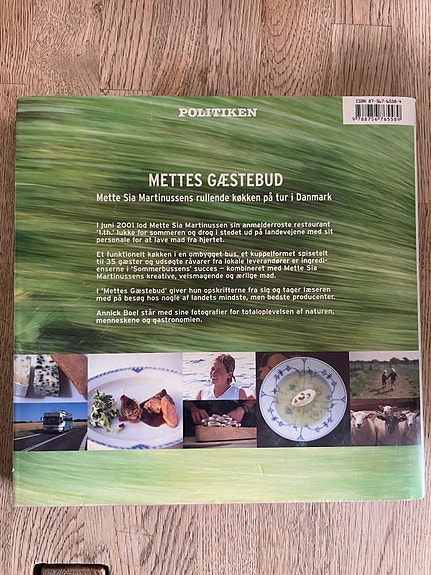 POLITIKEN
ISBN 87-567-6558-4
9788756765589
METTES GÆSTEBUD
Mette Sia Martinussens rullende køkken på tur i Danmark
I juni 2001 lod Mette Sia Martinussen sin anmelderroste restaurant
'1.th.' lukke for sommeren og drog i stedet ud på landevejene med sit
personale for at lave mad fra hjertet.
Et funktionelt køkken i en ombygget bus, et kuppelformet spisetelt
til 35 gæster og udsøgte råvarer fra lokale leverandører er ingredi-
enserne i 'Sommerbussens' succes – kombineret med Mette Sia
Martinussens kreative, velsmagende og ærlige mad.
I 'Mettes Gæstebud' giver hun opskrifterne fra sig og tager læseren
med på besøg hos nogle af landets mindste, men bedste producenter.
Annick Boel står med sine fotografier for totaloplevelsen af naturen,
menneskene og gastronomien.